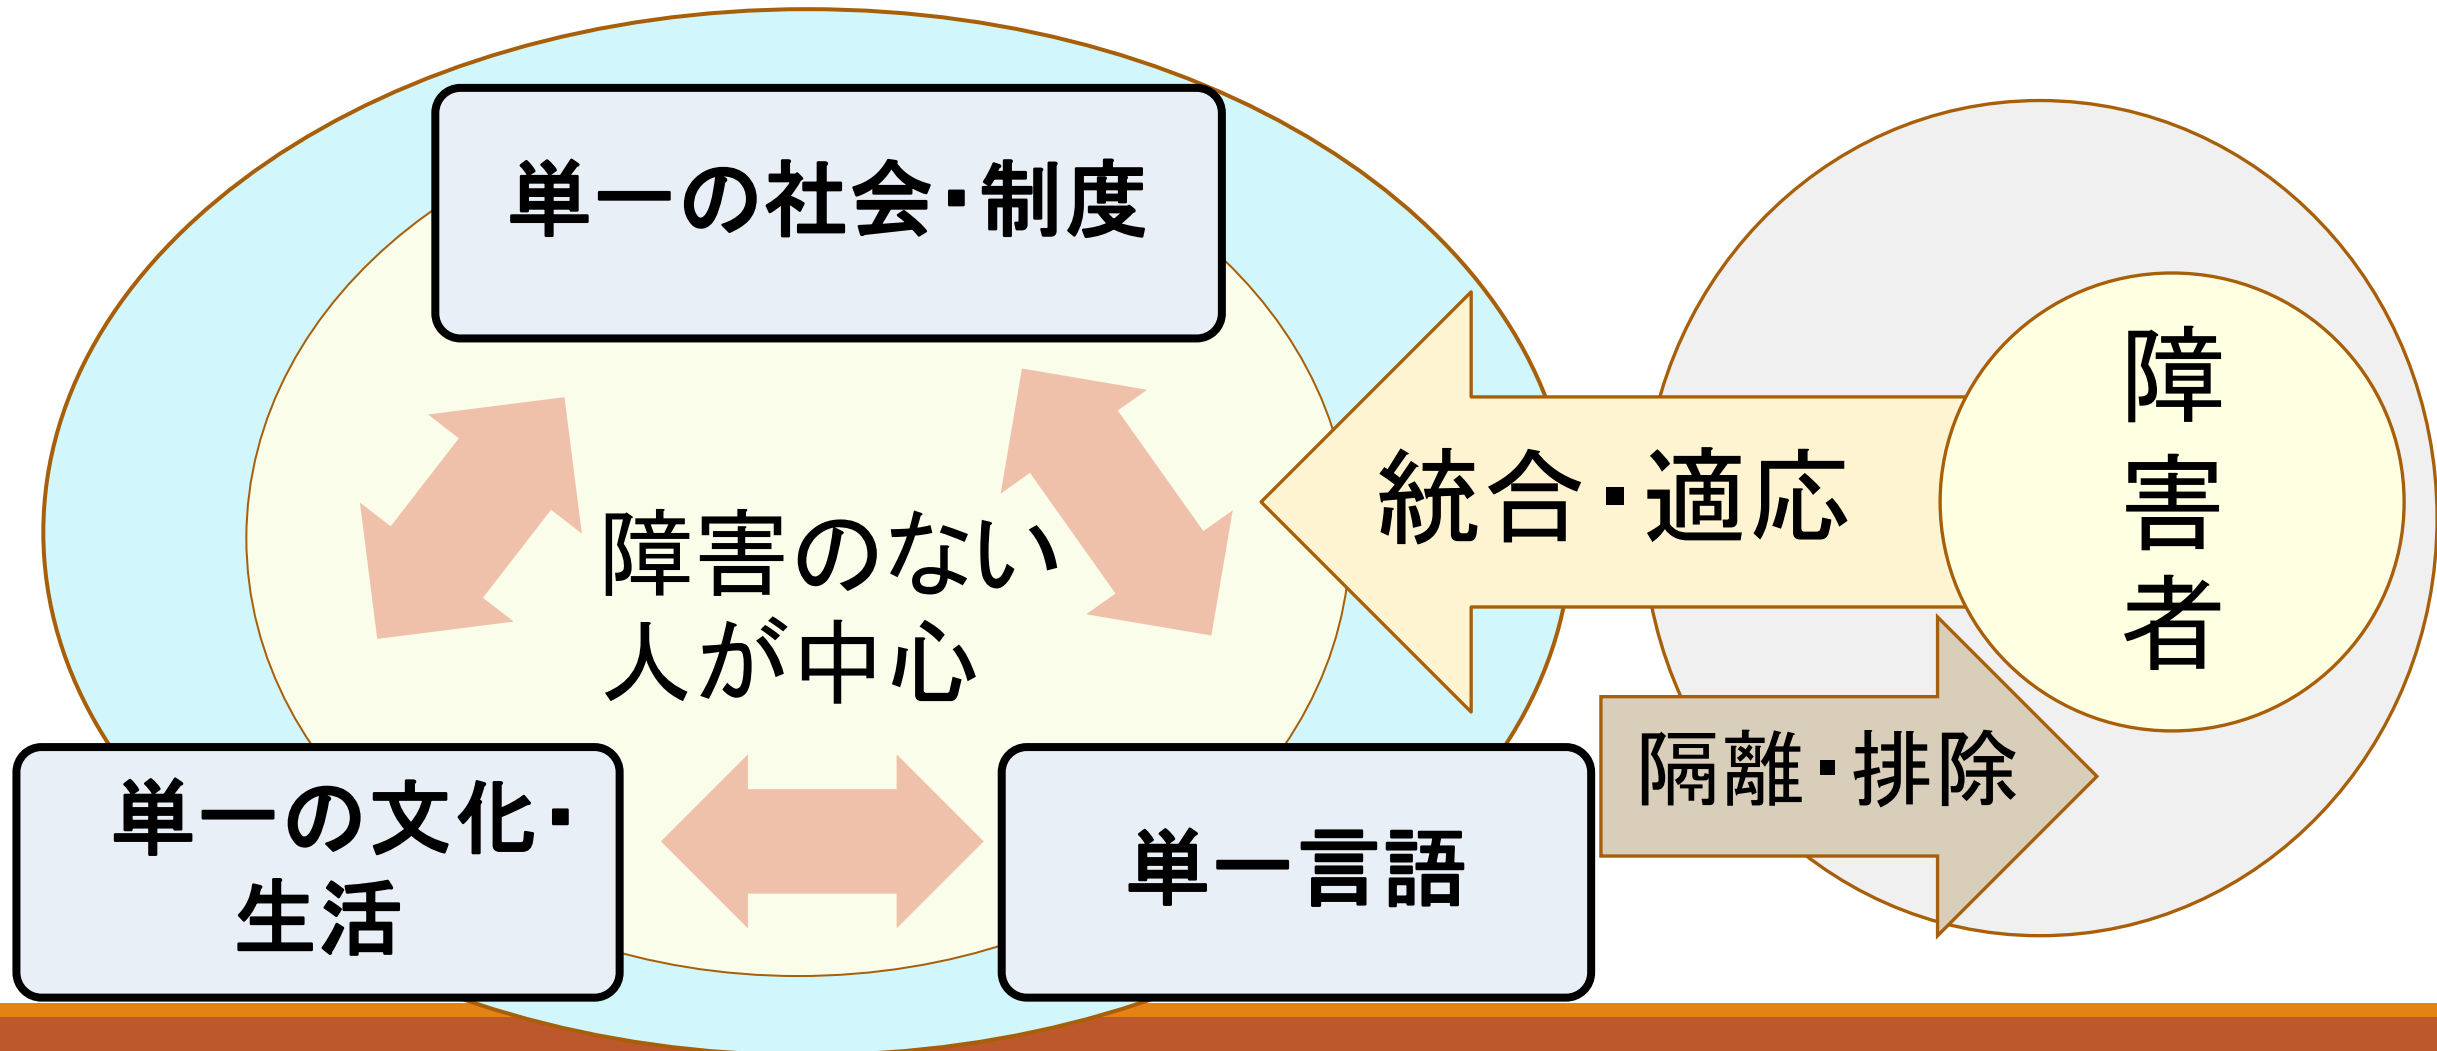 単一の社会・制度
障害のない
人が中心
単一の文化・
生活
単一言語
統合・適応
隔離・排除
障害者